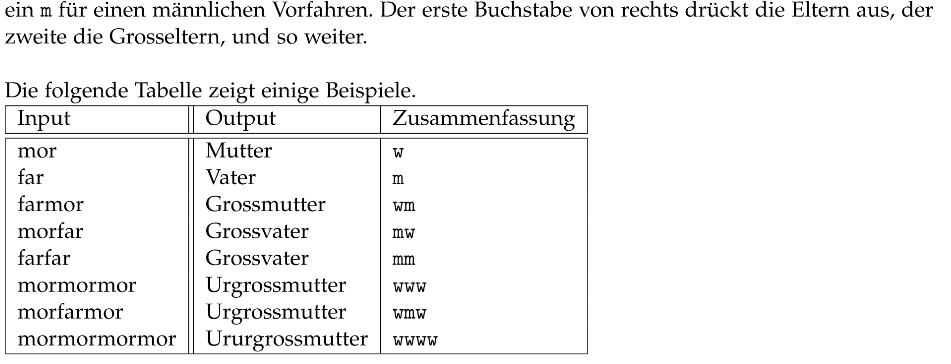 ein m für einen männlichen Vorfahren. Der erste Buchstabe von rechts drückt die Eltern aus, der
zweite die Grosseltern, und so weiter.
Die folgende Tabelle zeigt einige Beispiele.
Input Output Zusammenfassung
mor Mutter w
far Vater m
farmor Grossmutter wm
morfar Grossvater mw
farfar Grossvater mm
mormormor Urgrossmutter www
morfarmor Urgrossmutter wmw
mormormormor Ururgrossmutter wwww